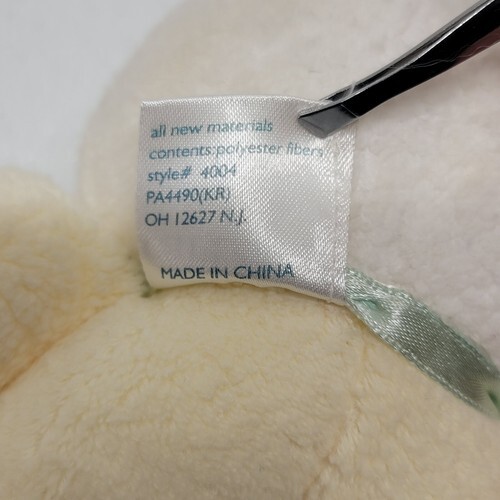 all new materials
contents:polyester fibers
style# 4004
PA4490(KR)
OH 12627 N.J.
MADE IN CHINA